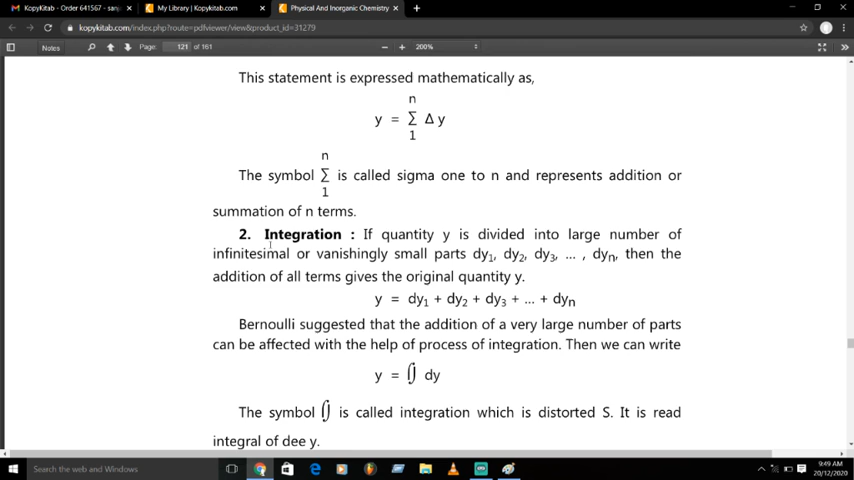 KopyKitab - Order 641567 - sanj
My Library | Kopykitab.com
Physical And Inorganic Chemistry
kopykitab.com/index.php?route=pdfviewer/view&product_id=31279
Notes
Page: 121 of 161
200%
This statement is expressed mathematically as,
n
y = ∑ Δ y
1
n
The symbol ∑ is called sigma one to n and represents addition or
1
summation of n terms.
2. Integration : If quantity y is divided into large number of
infinitesimal or vanishingly small parts dy₁, dy₂, dy₃, ... , dyₙ, then the
addition of all terms gives the original quantity y.
y = dy₁ + dy₂ + dy₃ + ... + dyₙ
Bernoulli suggested that the addition of a very large number of parts
can be affected with the help of process of integration. Then we can write
y = ∫ dy
The symbol ∫ is called integration which is distorted S. It is read
integral of dee y.
Search the web and Windows
9:49 AM
20/12/2020